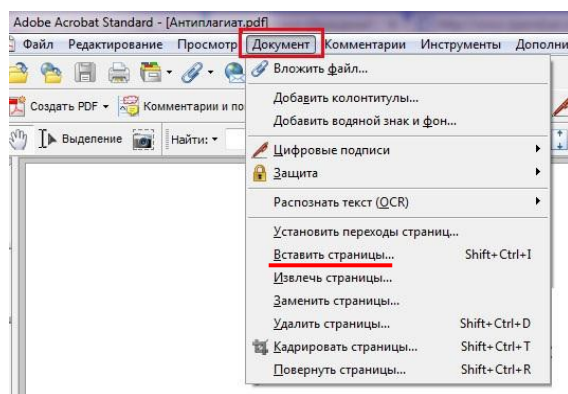 Adobe Acrobat Standard - [Антиплагиат.pdf]
Файл Редактирование Просмотр Документ Комментарии Инструменты
Вложить файл...
Создать PDF Комментарии и по
Добавить колонтитулы...
Добавить водяной знак и фон...
Выделение Найти:
Цифровые подписи
Защита
Распознать текст (OCR)
Установить переходы страниц...
Вставить страницы... Shift+Ctrl+I
Извлечь страницы...
Заменить страницы...
Удалить страницы... Shift+Ctrl+D
Кадрировать страницы... Shift+Ctrl+T
Повернуть страницы... Shift+Ctrl+R